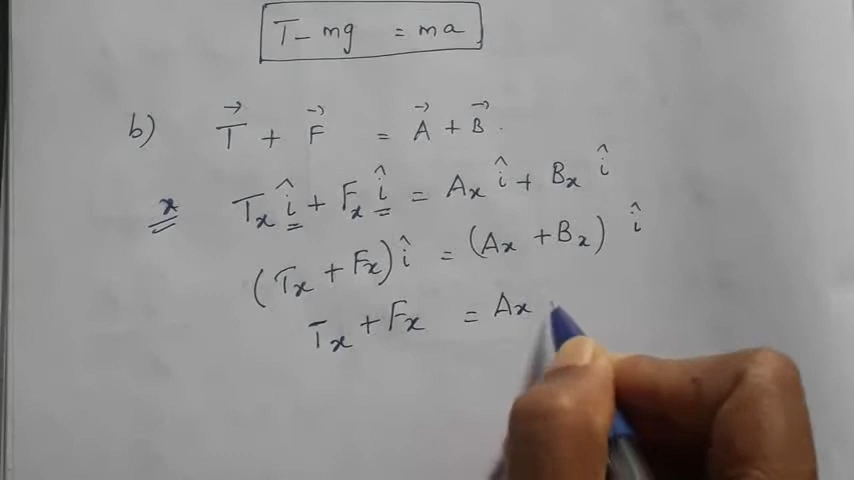 T - mg = ma
b) T⃗ + F⃗ = A⃗ + B⃗.
x Tₓ î + Fₓ î = Aₓ î + Bₓ î
(Tₓ + Fₓ) î = (Aₓ + Bₓ) î
Tₓ + Fₓ = Aₓ